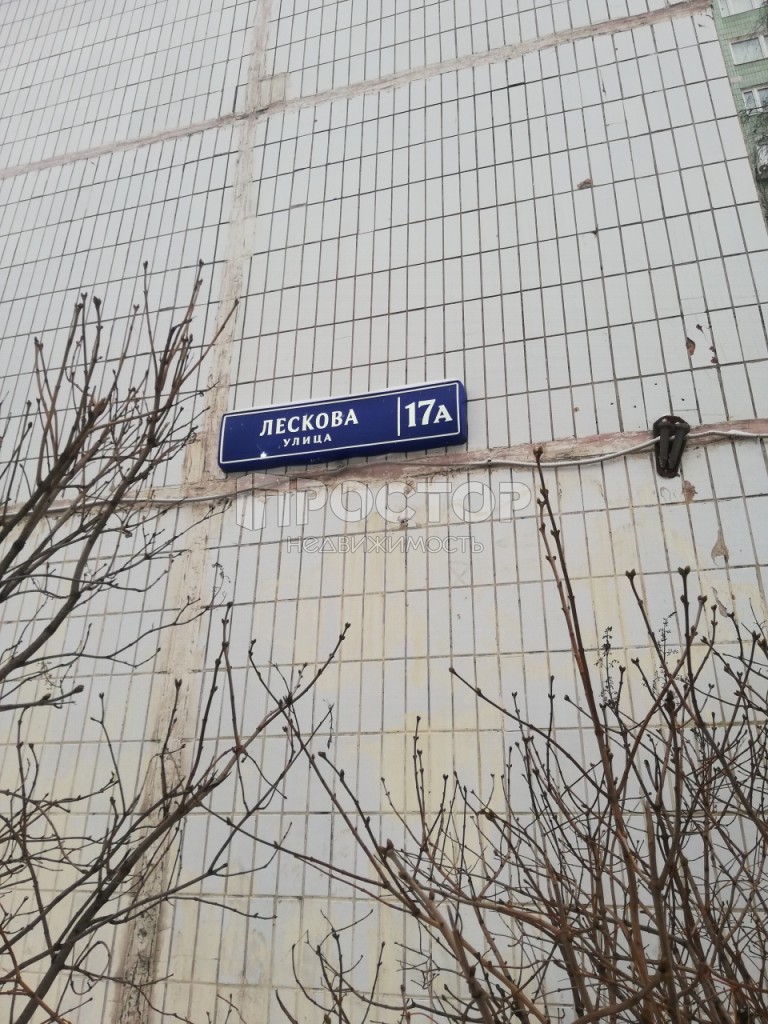 ЛЕСКОВА
УЛИЦА
17А
ПРОСТОР
недвижимость